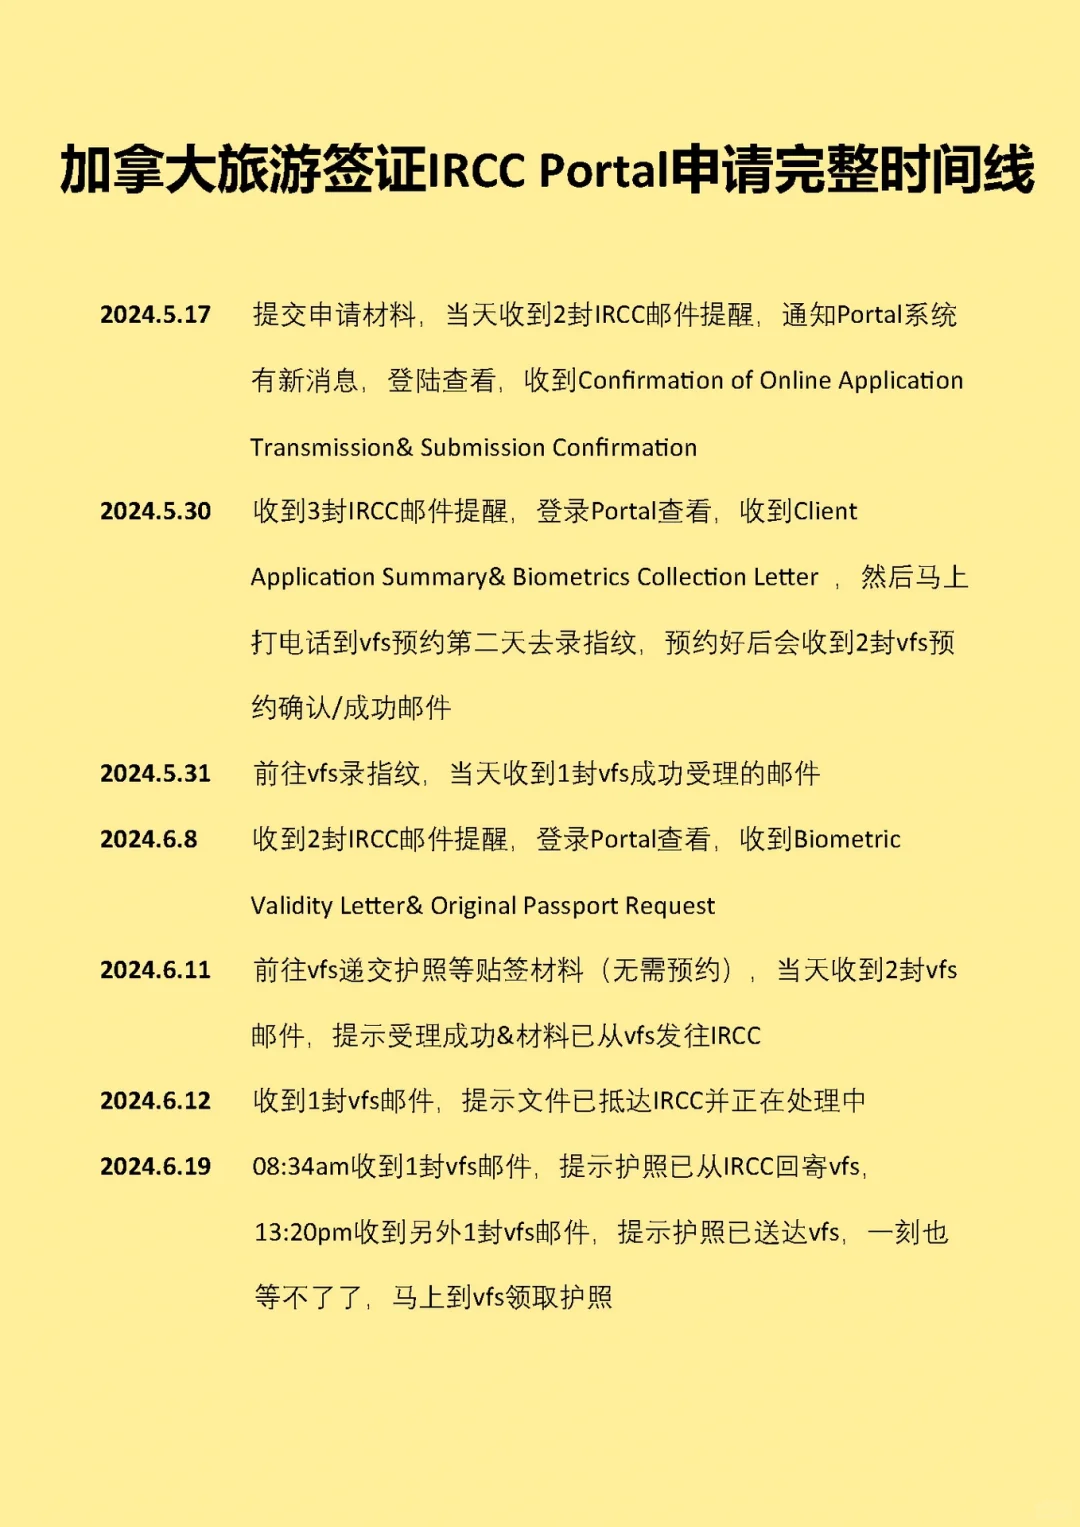 加拿大旅游签证IRCC Portal申请完整时间线
2024.5.17 提交申请材料，当天收到2封IRCC邮件提醒，通知Portal系统
有新消息，登陆查看，收到Confirmation of Online Application
Transmission& Submission Confirmation
2024.5.30 收到3封IRCC邮件提醒，登录Portal查看，收到Client
Application Summary& Biometrics Collection Letter ，然后马上
打电话到vfs预约第二天去录指纹，预约好后会收到2封vfs预
约确认/成功邮件
2024.5.31 前往vfs录指纹，当天收到1封vfs成功受理的邮件
2024.6.8 收到2封IRCC邮件提醒，登录Portal查看，收到Biometric
Validity Letter& Original Passport Request
2024.6.11 前往vfs递交护照等贴签材料（无需预约），当天收到2封vfs
邮件，提示受理成功&材料已从vfs发往IRCC
2024.6.12 收到1封vfs邮件，提示文件已抵达IRCC并正在处理中
2024.6.19 08:34am收到1封vfs邮件，提示护照已从IRCC回寄vfs，
13:20pm收到另外1封vfs邮件，提示护照已送达vfs，一刻也
等不了了，马上到vfs领取护照